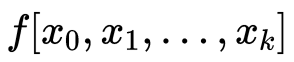 f[x₀, x₁, . . . , xₖ]